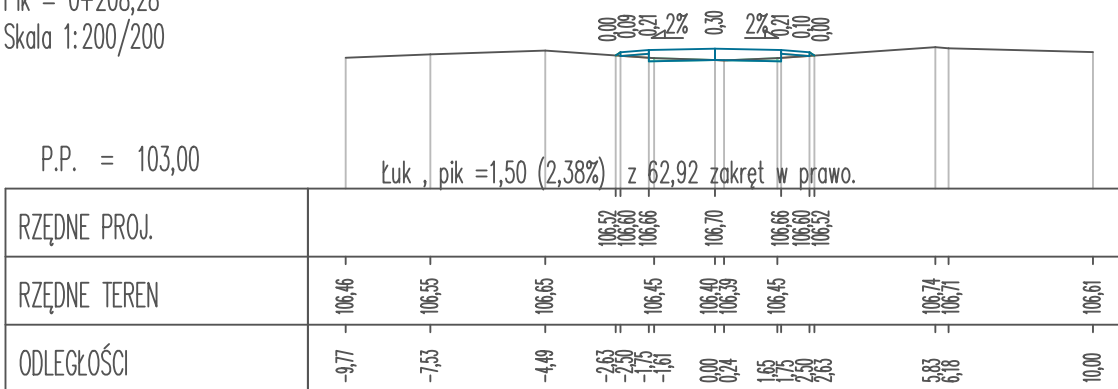 Pik = 0+208,28
Skala 1:200/200
0,00 0,09 0,21 2% 0,30 2% 0,21 0,10 0,00
P.P. = 103,00
Łuk , pik =1,50 (2,38%) z 62,92 zakręt w prawo.
RZĘDNE PROJ. 106,52 106,60 106,66 106,70 106,66 106,60 106,52
RZĘDNE TEREN 106,46 106,55 106,65 106,45 106,40 106,39 106,45 106,74 106,71 106,61
ODLEGŁOŚCI -9,77 -7,53 -4,49 -2,63 -2,50 -1,75 -1,61 0,00 0,24 1,65 1,75 2,50 2,63 5,83 6,18 10,00